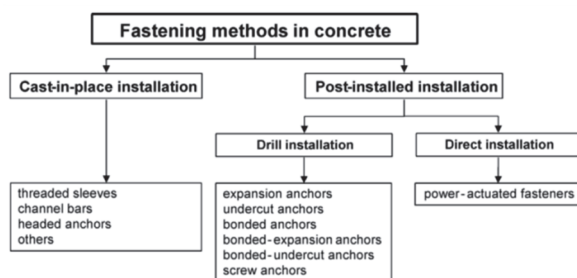 Fastening methods in concrete
Cast-in-place installation
Post-installed installation
Drill installation
Direct installation
threaded sleeves
channel bars
headed anchors
others
expansion anchors
undercut anchors
bonded anchors
bonded-expansion anchors
bonded-undercut anchors
screw anchors
power-actuated fasteners